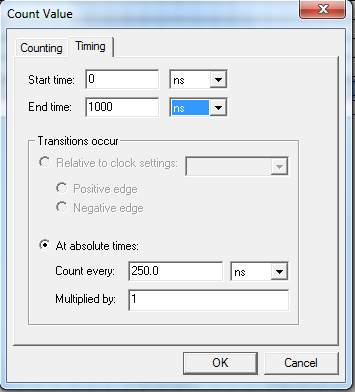 Count Value
Counting Timing
Start time: 0 ns
End time: 1000 ns
Transitions occur
Relative to clock settings:
Positive edge
Negative edge
At absolute times:
Count every: 250.0 ns
Multiplied by: 1
OK Cancel